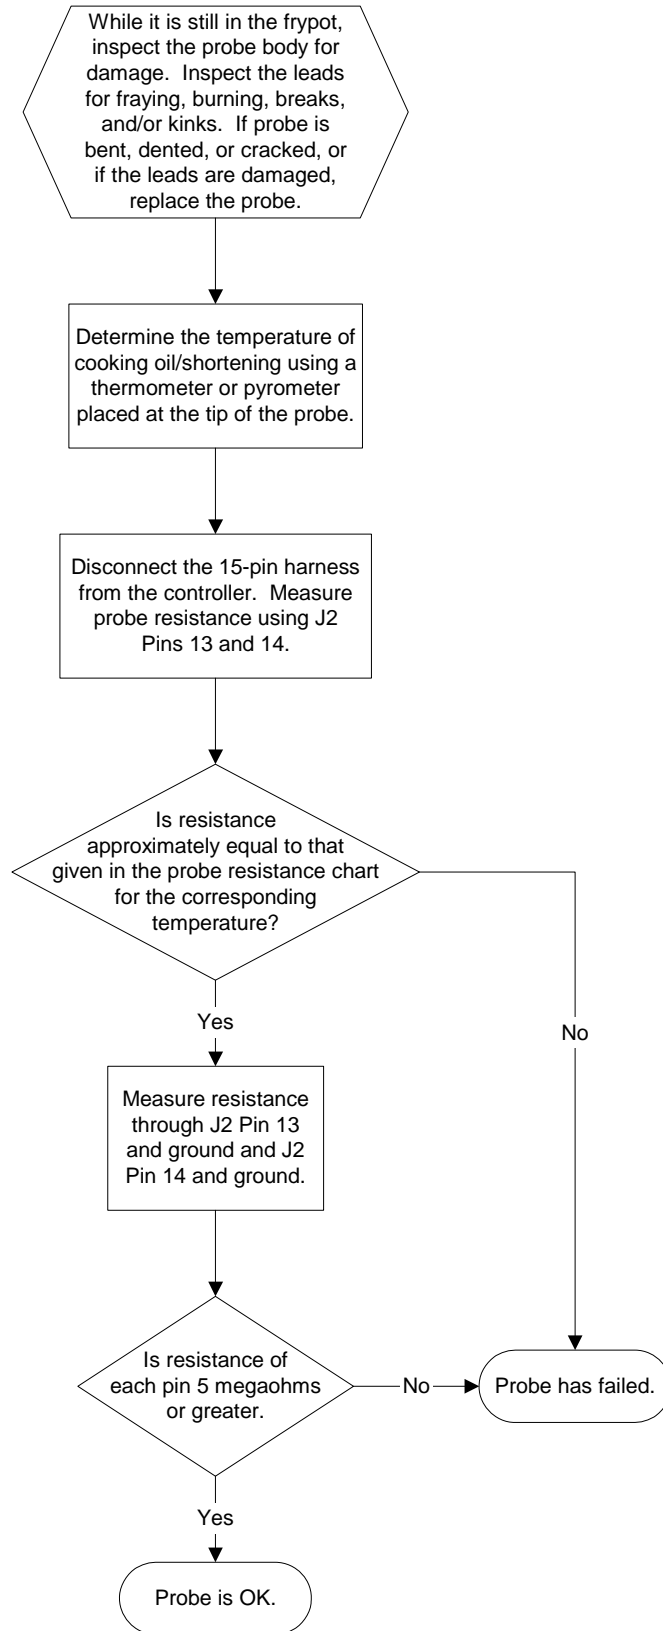 While it is still in the frypot,
inspect the probe body for
damage.  Inspect the leads
for fraying, burning, breaks,
and/or kinks.  If probe is
bent, dented, or cracked, or
if the leads are damaged,
replace the probe.
Determine the temperature of
cooking oil/shortening using a
thermometer or pyrometer
placed at the tip of the probe.
Disconnect the 15-pin harness
from the controller.  Measure
probe resistance using J2
Pins 13 and 14.
Is resistance
approximately equal to that
given in the probe resistance chart
for the corresponding
temperature?
Yes
No
Measure resistance
through J2 Pin 13
and ground and J2
Pin 14 and ground.
Is resistance of
each pin 5 megaohms
or greater.
No
Probe has failed.
Yes
Probe is OK.